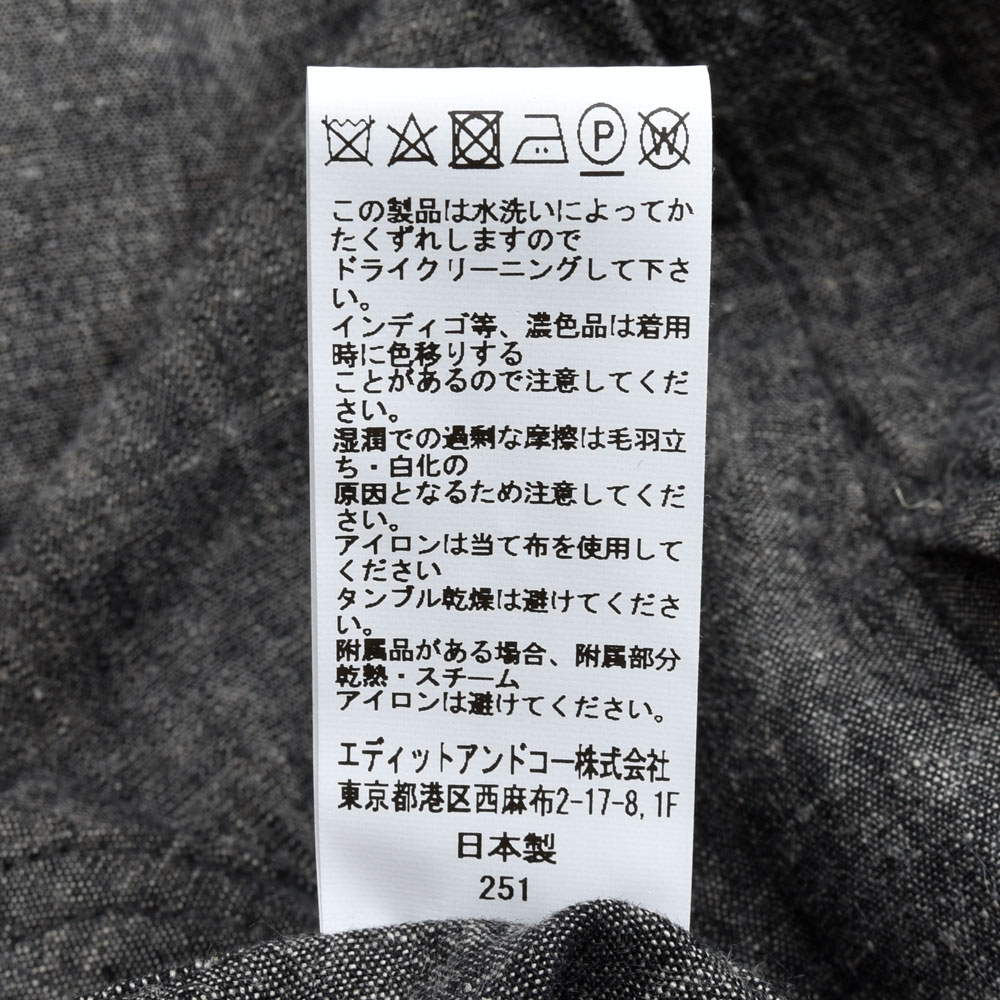 P W
この製品は水洗いによってか
たくずれしますので
ドライクリーニングして下さ
い。
インディゴ等、濃色品は着用
時に色移りする
ことがあるので注意してくだ
さい。
湿潤での過剰な摩擦は毛羽立
ち・白化の
原因となるため注意してくだ
さい。
アイロンは当て布を使用して
ください
タンブル乾燥は避けてくださ
い。
附属品がある場合、附属部分
乾熱・スチーム
アイロンは避けてください。
エディットアンドコー株式会社
東京都港区西麻布2-17-8,1F
日本製
251